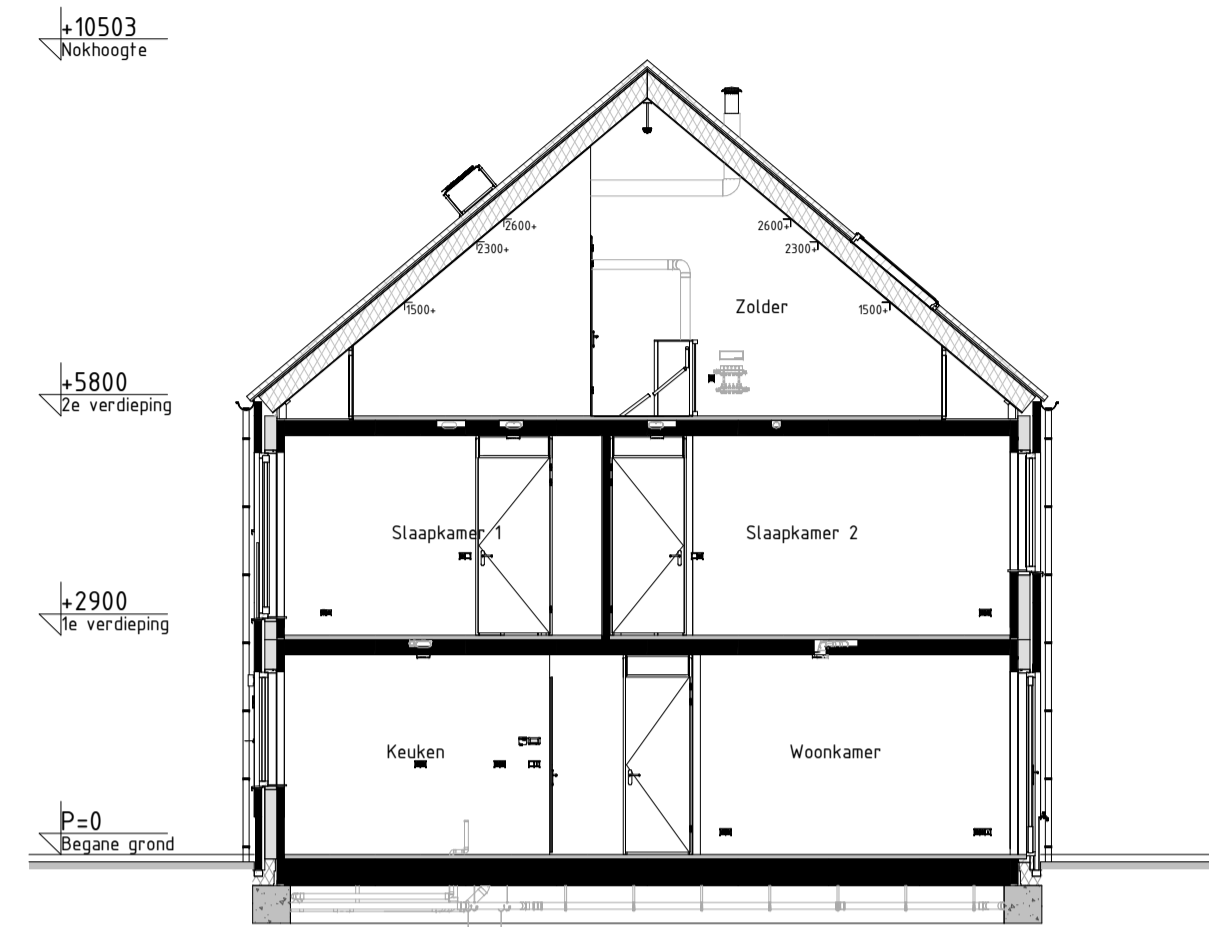 +10503
Nokhoogte
2600+
2600+
2300+
2300+
1500+
Zolder
1500+
+5800
2e verdieping
Slaapkamer 1
Slaapkamer 2
+2900
1e verdieping
Keuken
Woonkamer
P=0
Begane grond